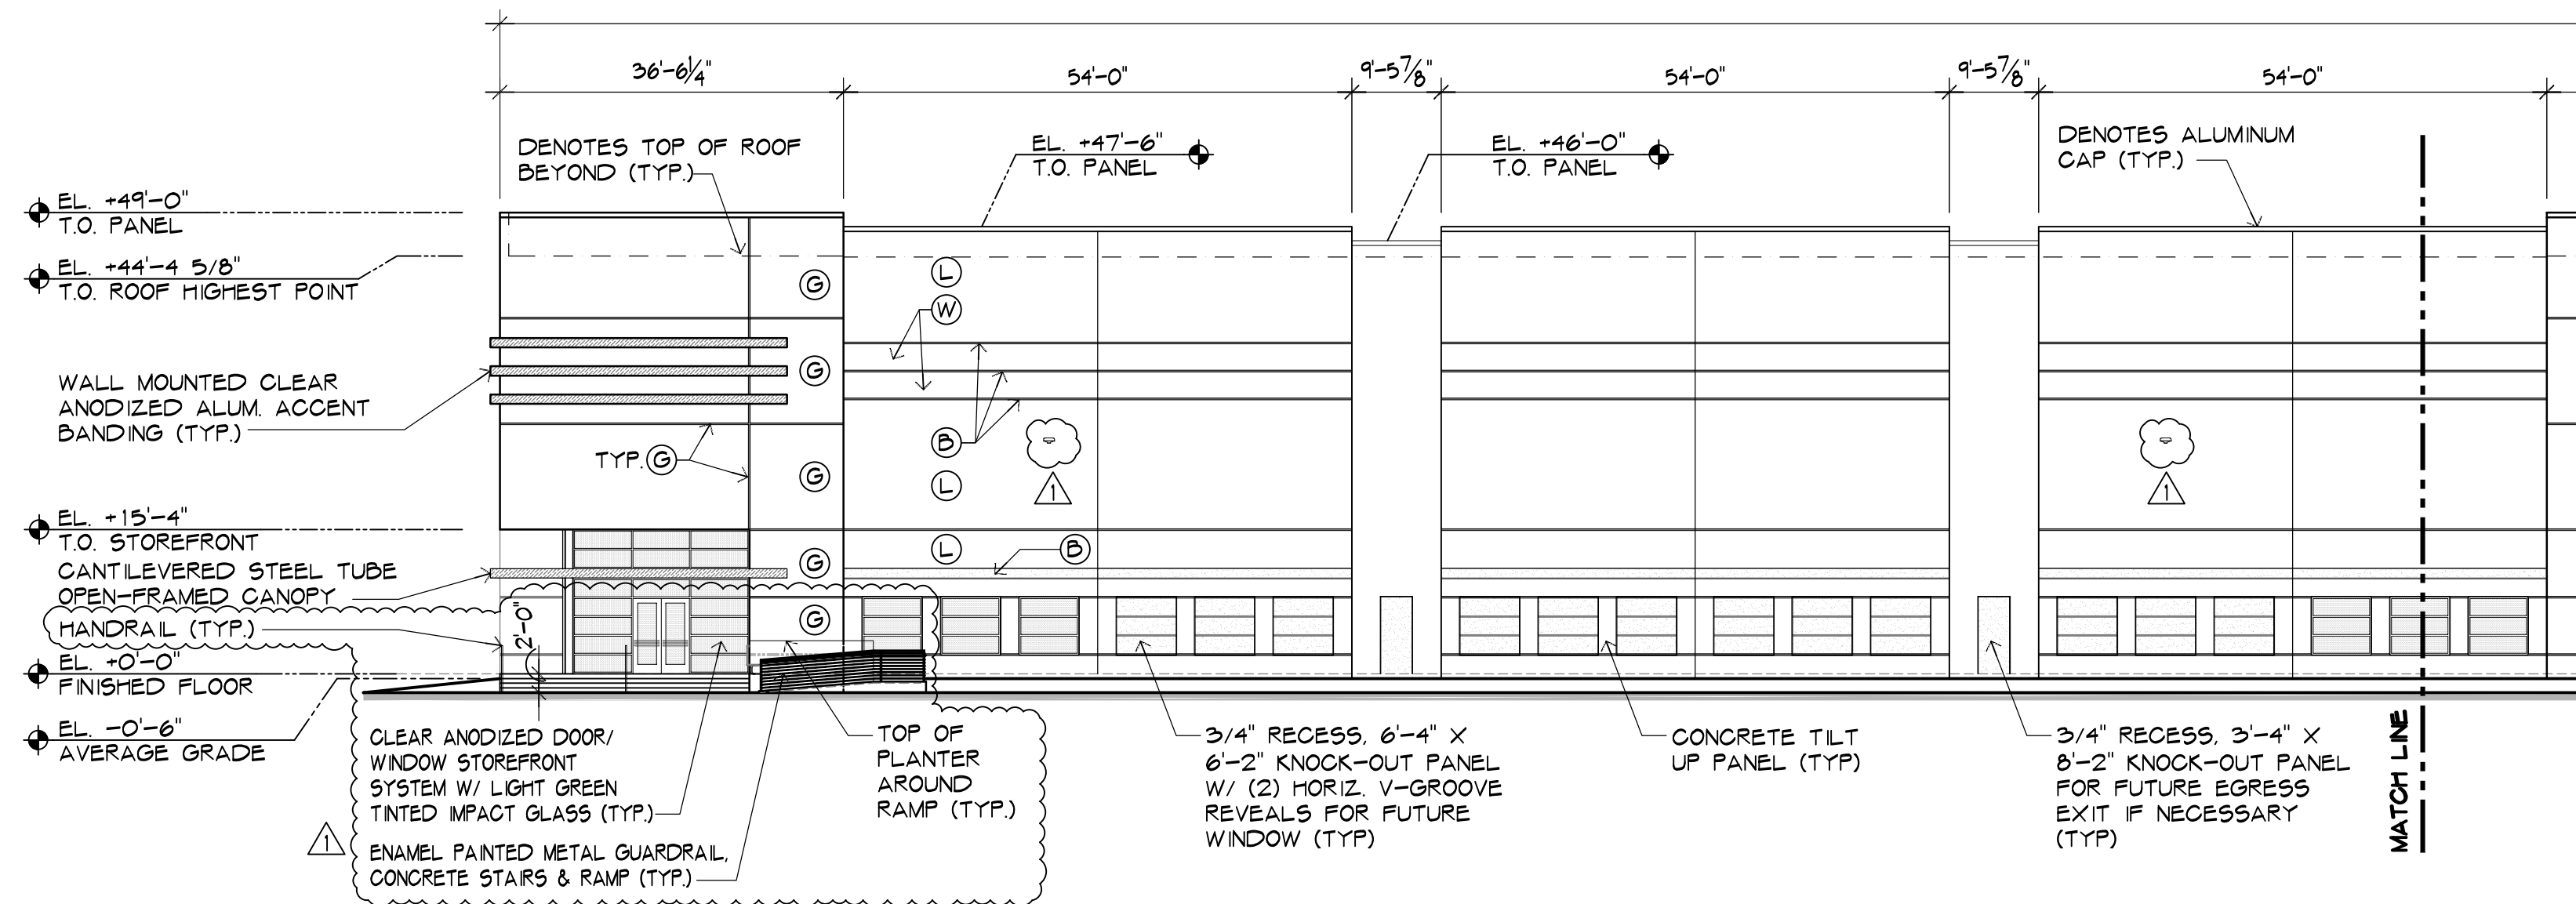 36'-6¼"
54'-0"
9'-5⅞"
54'-0"
9'-5⅞"
54'-0"
DENOTES TOP OF ROOF
BEYOND (TYP.)
EL. +47'-6"
T.O. PANEL
EL. +46'-0"
T.O. PANEL
DENOTES ALUMINUM
CAP (TYP.)
EL. +49'-0"
T.O. PANEL
EL. +44'-4 5/8"
T.O. ROOF HIGHEST POINT
G
L
W
G
WALL MOUNTED CLEAR
ANODIZED ALUM. ACCENT
BANDING (TYP.)
B
TYP. G
G
L
1
1
EL. +15'-4"
T.O. STOREFRONT
G
L
B
CANTILEVERED STEEL TUBE
OPEN-FRAMED CANOPY
HANDRAIL (TYP.)
2'-0"
G
EL. +0'-0"
FINISHED FLOOR
EL. -0'-6"
AVERAGE GRADE
CLEAR ANODIZED DOOR/
WINDOW STOREFRONT
SYSTEM W/ LIGHT GREEN
TINTED IMPACT GLASS (TYP.)
1
ENAMEL PAINTED METAL GUARDRAIL,
CONCRETE STAIRS & RAMP (TYP.)
TOP OF
PLANTER
AROUND
RAMP (TYP.)
3/4" RECESS, 6'-4" X
6'-2" KNOCK-OUT PANEL
W/ (2) HORIZ. V-GROOVE
REVEALS FOR FUTURE
WINDOW (TYP)
CONCRETE TILT
UP PANEL (TYP)
3/4" RECESS, 3'-4" X
8'-2" KNOCK-OUT PANEL
FOR FUTURE EGRESS
EXIT IF NECESSARY
(TYP)
MATCH LINE